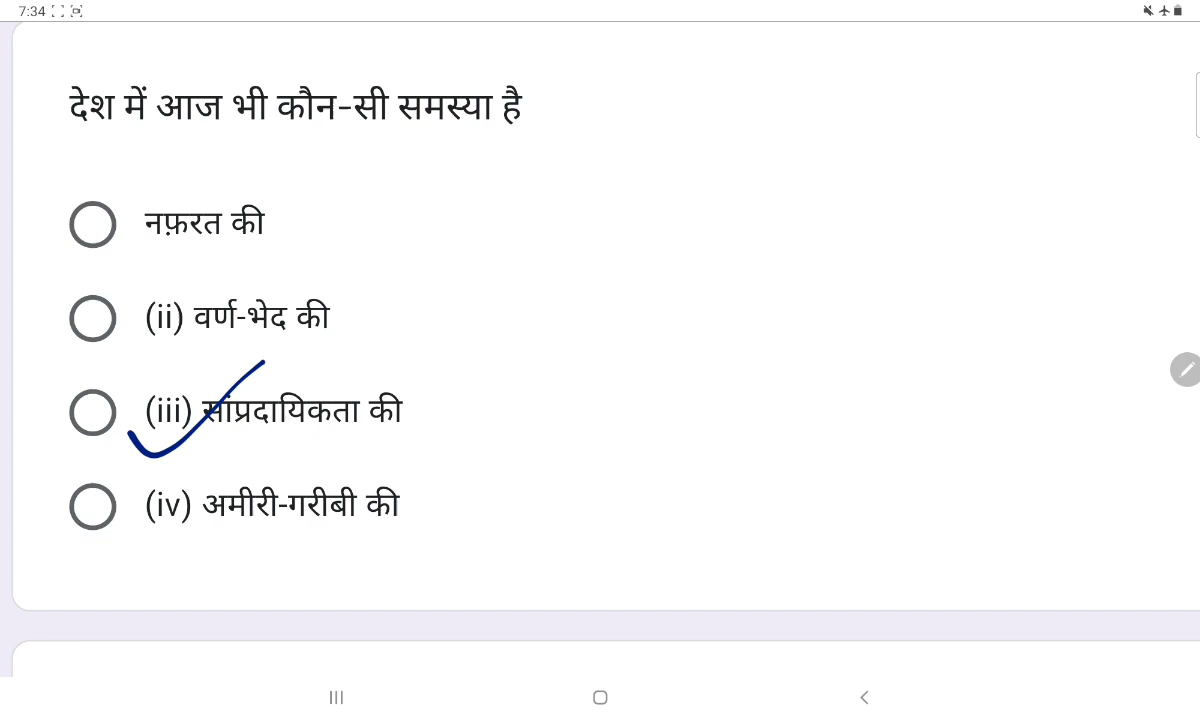 7:34
देश में आज भी कौन-सी समस्या है
नफ़रत की
(ii) वर्ण-भेद की
(iii) सांप्रदायिकता की
(iv) अमीरी-गरीबी की